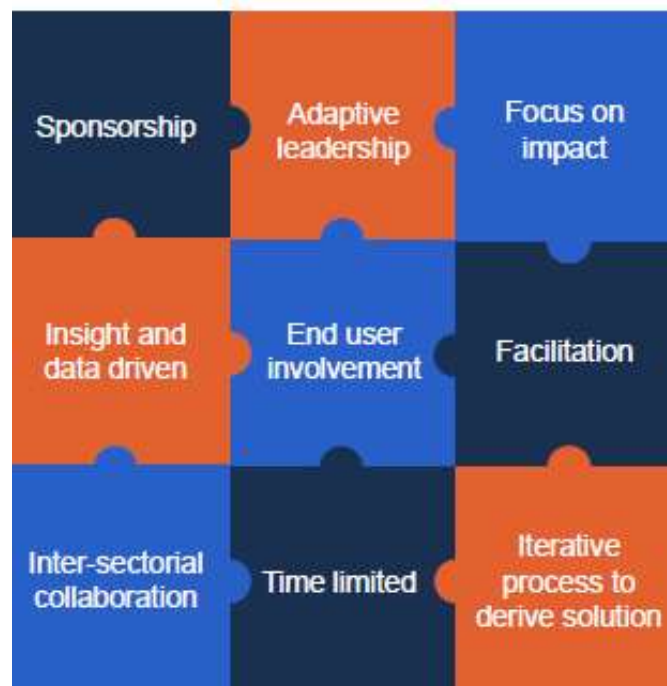 Sponsorship
Adaptive
leadership
Focus on
impact
Insight and
data driven
End user
involvement
Facilitation
Inter-sectorial
collaboration
Time limited
Iterative
process to
derive solution